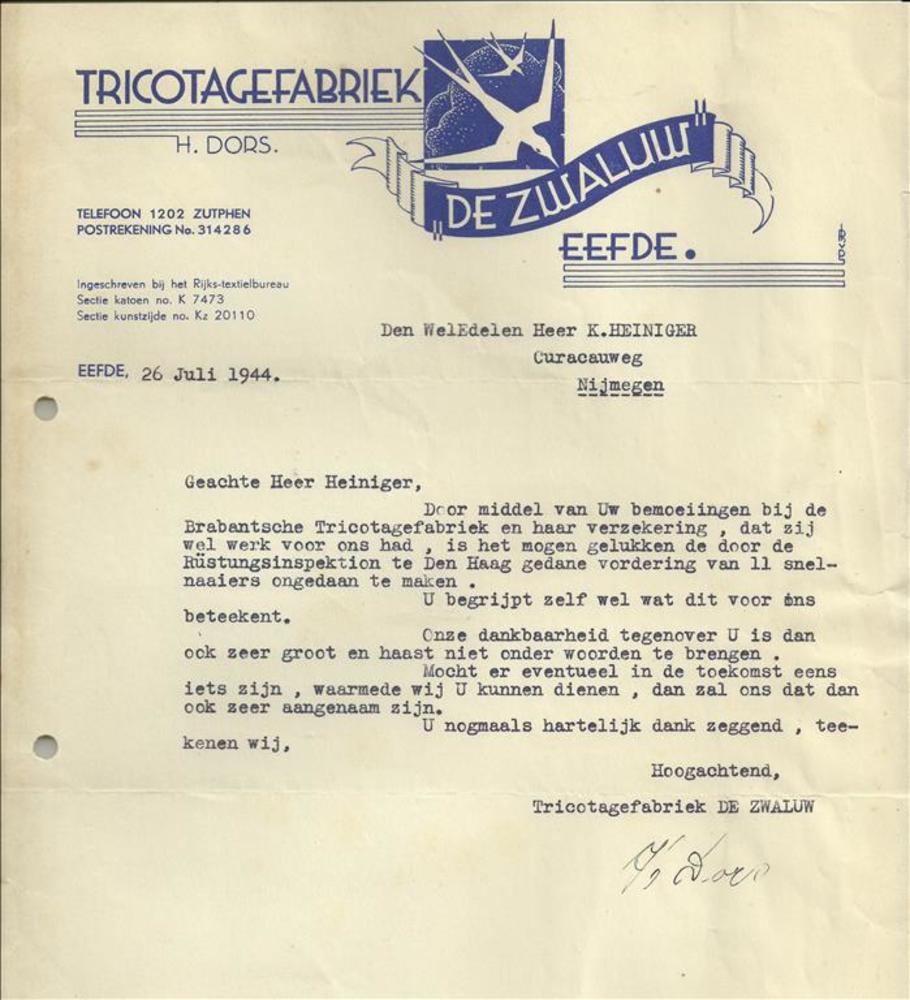 TRICOTAGEFABRIEK
H. DORS.
"DE ZWALUW"
EEFDE.
TELEFOON 1202 ZUTPHEN
POSTREKENING No. 314286
Ingeschreven bij het Rijks-textielbureau
Sectie katoen no. K 7473
Sectie kunstzijde no. Kz 20110
Den WelEdelen Heer K.HEINIGER
Curacauweg
Nijmegen
EEFDE, 26 Juli 1944.
Geachte Heer Heiniger,
Door middel van Uw bemoeiingen bij de
Brabantsche Tricotagefabriek en haar verzekering , dat zij
wel werk voor ons had , is het mogen gelukken de door de
Rüstungsinspektion te Den Haag gedane vordering van 11 snel-
naaiers ongedaan te maken .
U begrijpt zelf wel wat dit voor ons
beteekent.
Onze dankbaarheid tegenover U is dan
ook zeer groot en haast niet onder woorden te brengen .
Mocht er eventueel in de toekomst eens
iets zijn , waarmede wij U kunnen dienen , dan zal ons dat dan
ook zeer aangenaam zijn.
U nogmaals hartelijk dank zeggend , tee-
kenen wij,
Hoogachtend,
Tricotagefabriek DE ZWALUW
H. Dors